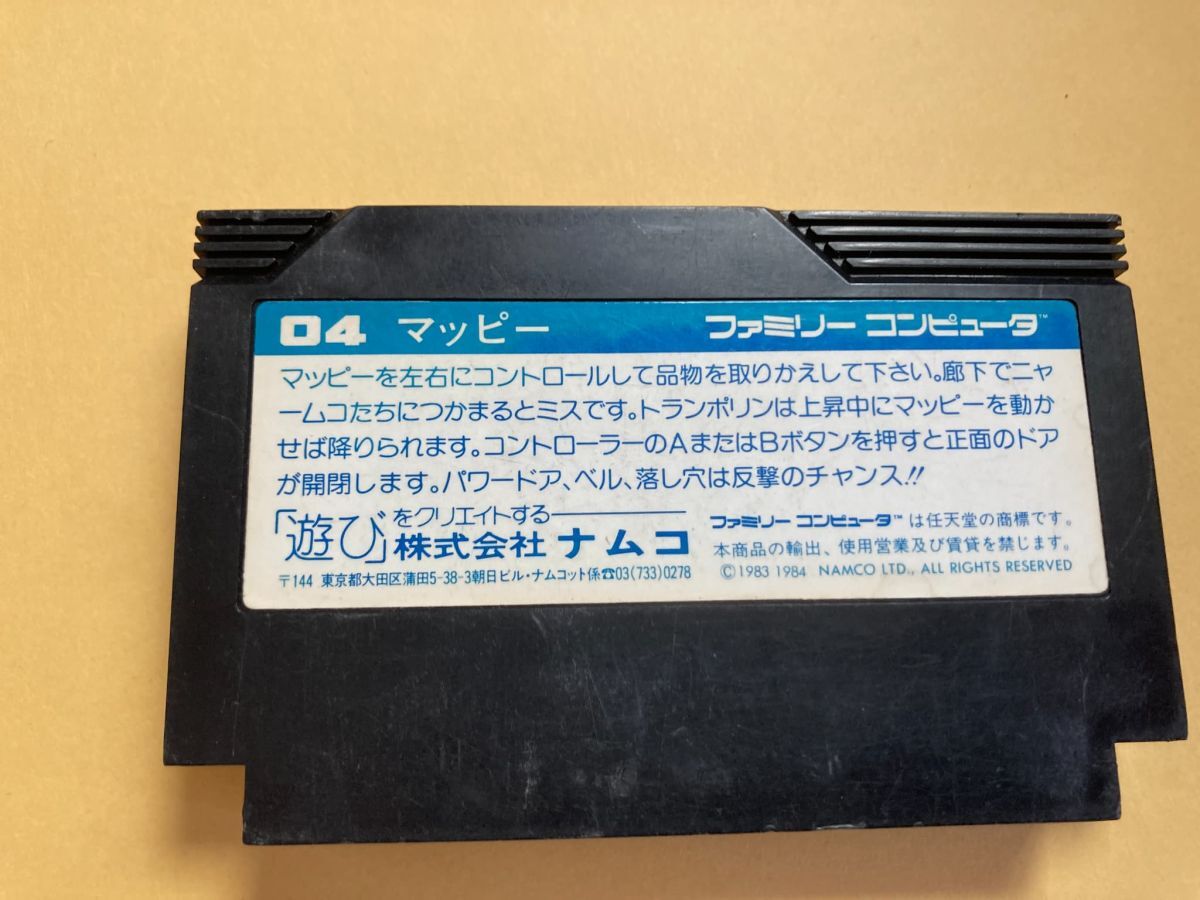 04 マッピー ファミリー コンピュータ™
マッピーを左右にコントロールして品物を取りかえして下さい。廊下でニャ
ームコたちにつかまるとミスです。トランポリンは上昇中にマッピーを動か
せば降りられます。コントローラーのAまたはBボタンを押すと正面のドア
が開閉します。パワードア、ベル、落し穴は反撃のチャンス!!
「遊び」をクリエイトする
株式会社 ナムコ
〒144 東京都大田区蒲田5-38-3朝日ビル・ナムコット係☎03(733)0278
ファミリー コンピュータ™ は任天堂の商標です。
本商品の輸出、使用営業及び賃貸を禁じます。
©1983 1984 NAMCO LTD., ALL RIGHTS RESERVED